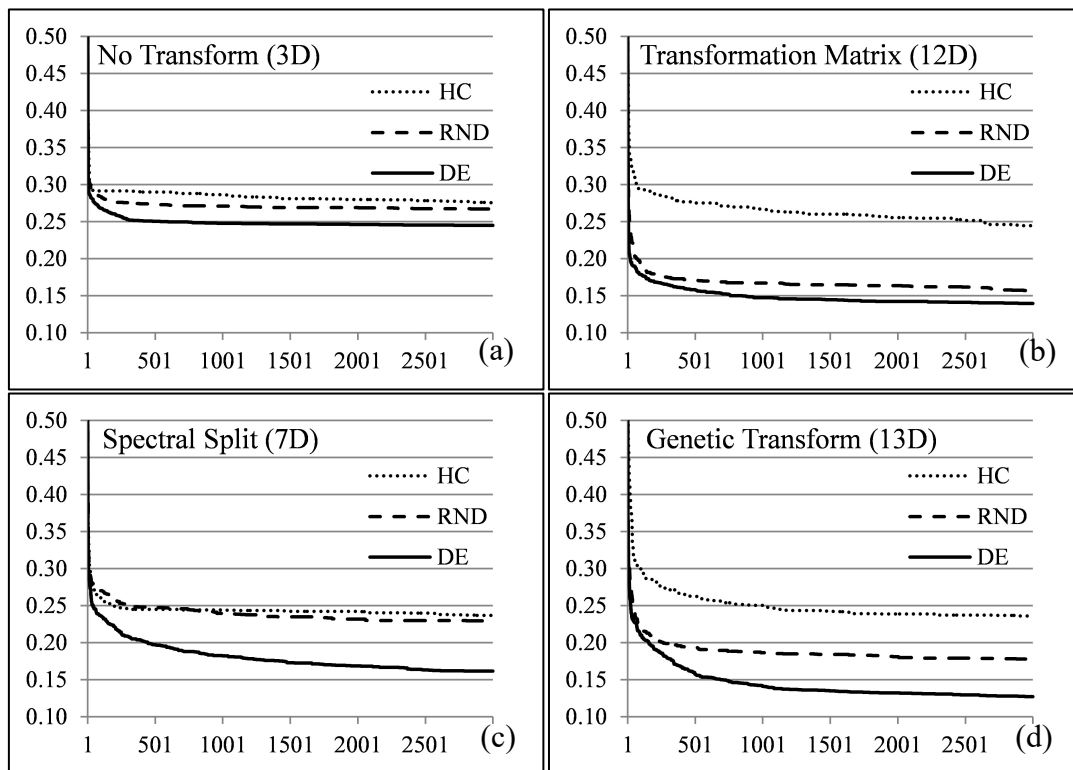 No Transform (3D)
0.50
0.45
0.40
0.35
0.30
0.25
0.20
0.15
0.10
HC
RND
DE
1 501 1001 1501 2001 2501
(a)
Transformation Matrix (12D)
0.50
0.45
0.40
0.35
0.30
0.25
0.20
0.15
0.10
HC
RND
DE
1 501 1001 1501 2001 2501
(b)
Spectral Split (7D)
0.50
0.45
0.40
0.35
0.30
0.25
0.20
0.15
0.10
HC
RND
DE
1 501 1001 1501 2001 2501
(c)
Genetic Transform (13D)
0.50
0.45
0.40
0.35
0.30
0.25
0.20
0.15
0.10
HC
RND
DE
1 501 1001 1501 2001 2501
(d)